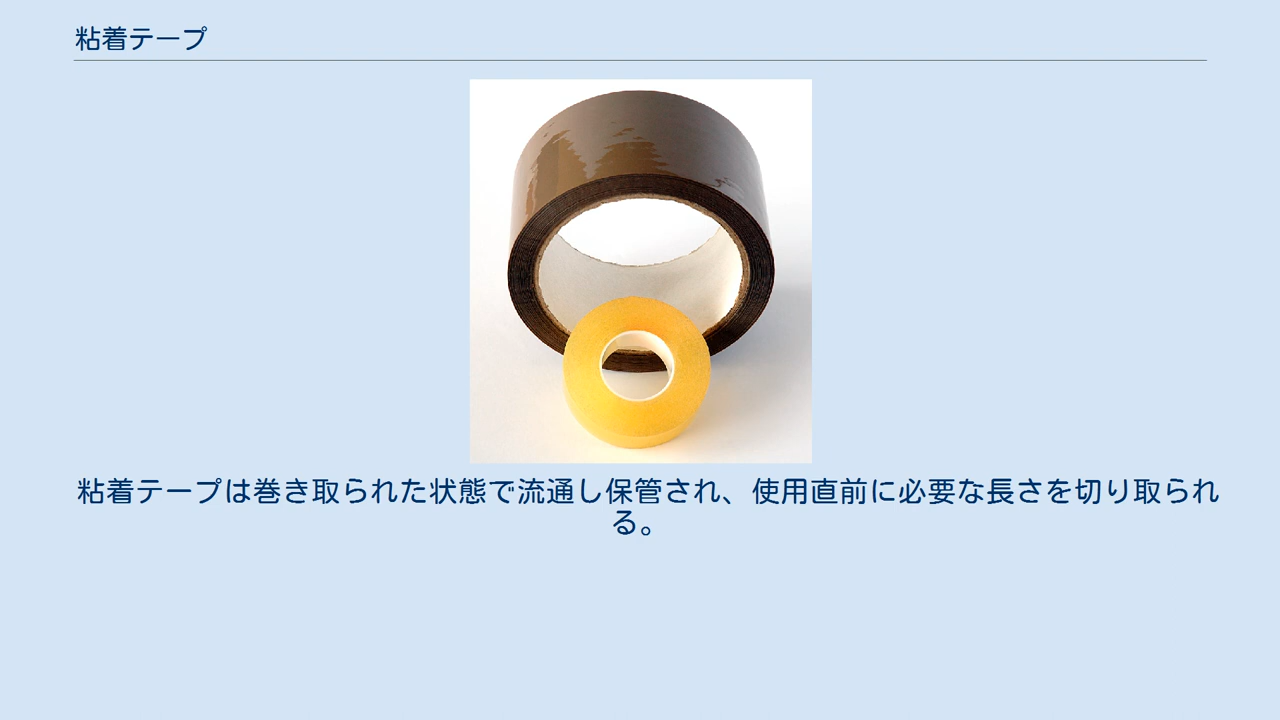 粘着テープ
粘着テープは巻き取られた状態で流通し保管され、使用直前に必要な長さを切り取られ
る。